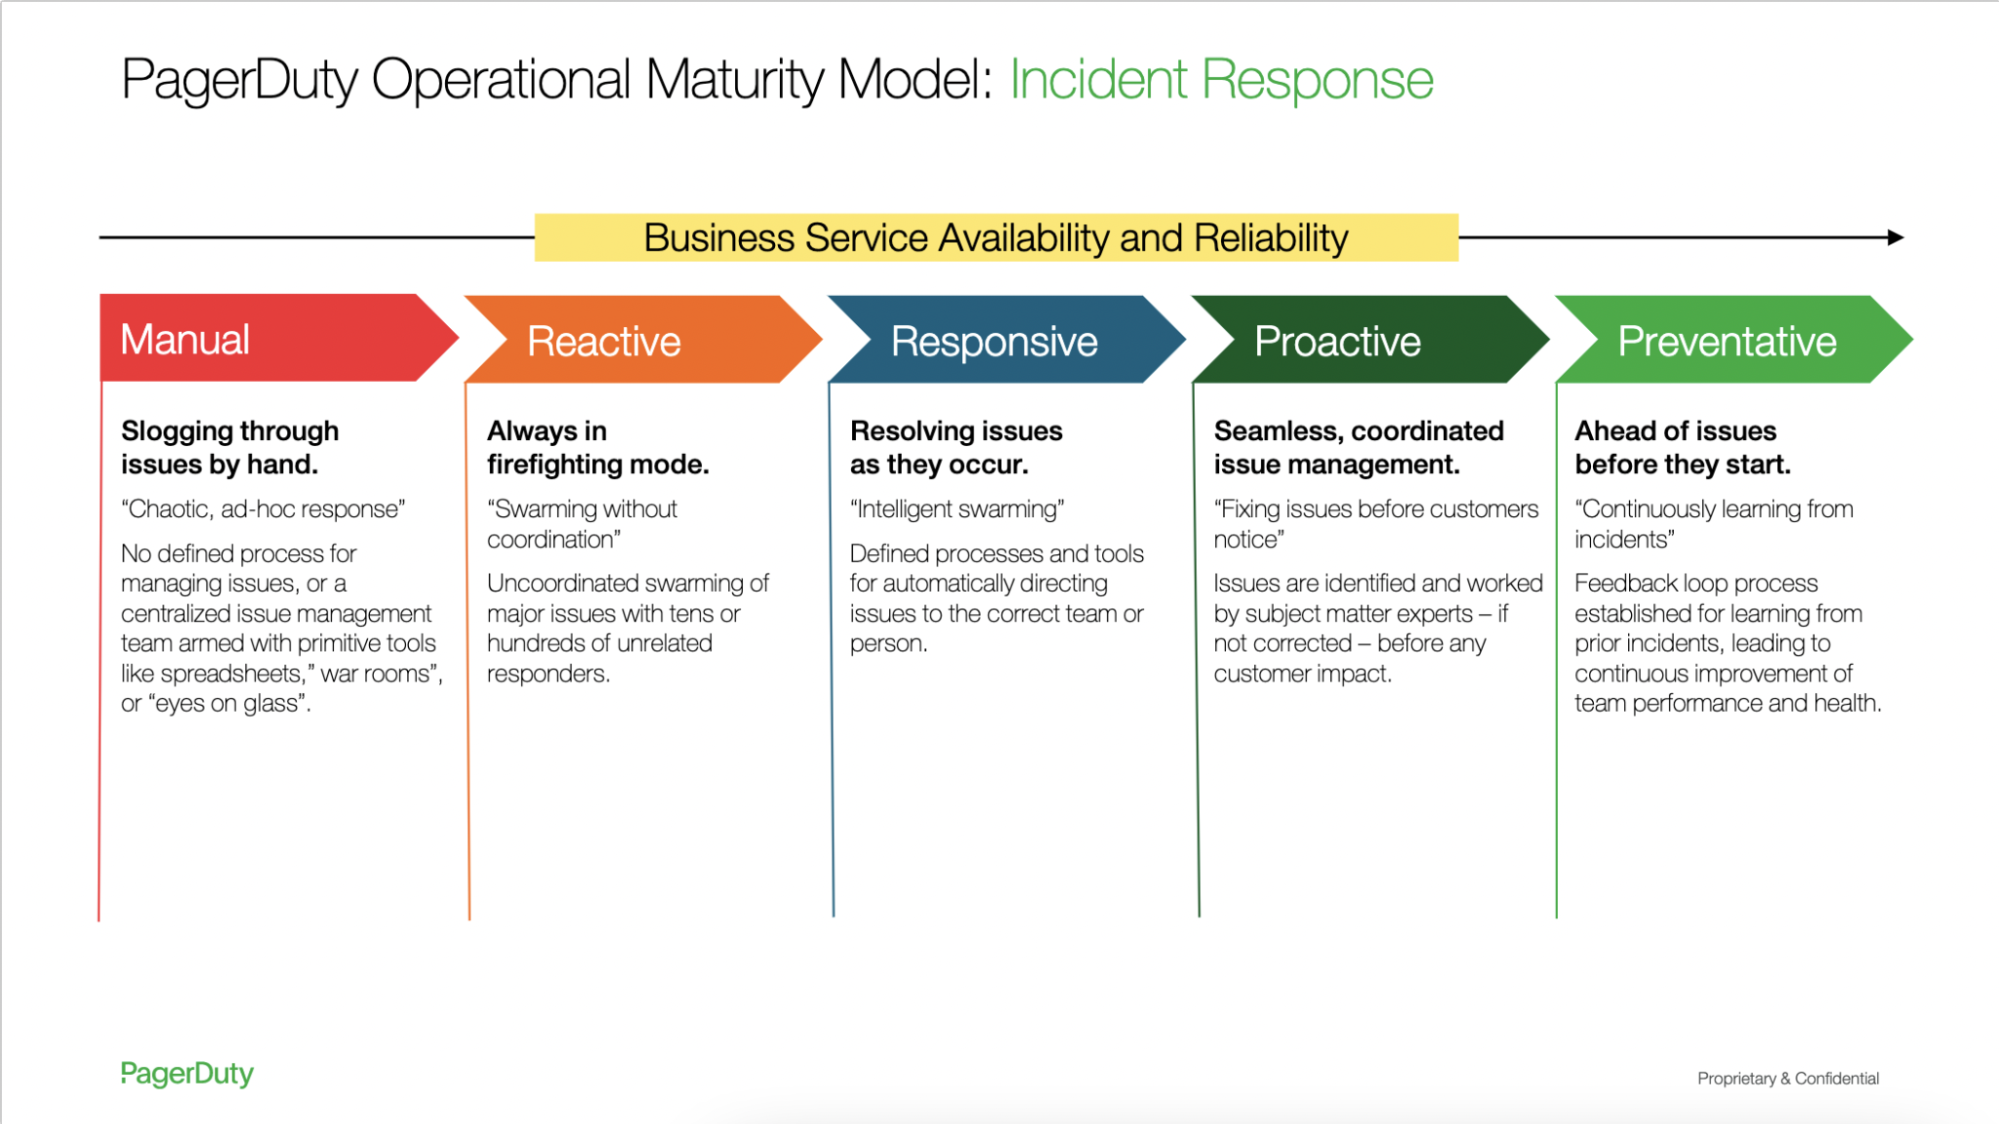 PagerDuty Operational Maturity Model: Incident Response
Business Service Availability and Reliability
Manual
Slogging through
issues by hand.
“Chaotic, ad-hoc response”
No defined process for
managing issues, or a
centralized issue management
team armed with primitive tools
like spreadsheets,” war rooms”,
or “eyes on glass”.
Reactive
Always in
firefighting mode.
“Swarming without
coordination”
Uncoordinated swarming of
major issues with tens or
hundreds of unrelated
responders.
Responsive
Resolving issues
as they occur.
“Intelligent swarming”
Defined processes and tools
for automatically directing
issues to the correct team or
person.
Proactive
Seamless, coordinated
issue management.
“Fixing issues before customers
notice”
Issues are identified and worked
by subject matter experts – if
not corrected – before any
customer impact.
Preventative
Ahead of issues
before they start.
“Continuously learning from
incidents”
Feedback loop process
established for learning from
prior incidents, leading to
continuous improvement of
team performance and health.
PagerDuty
Proprietary & Confidential